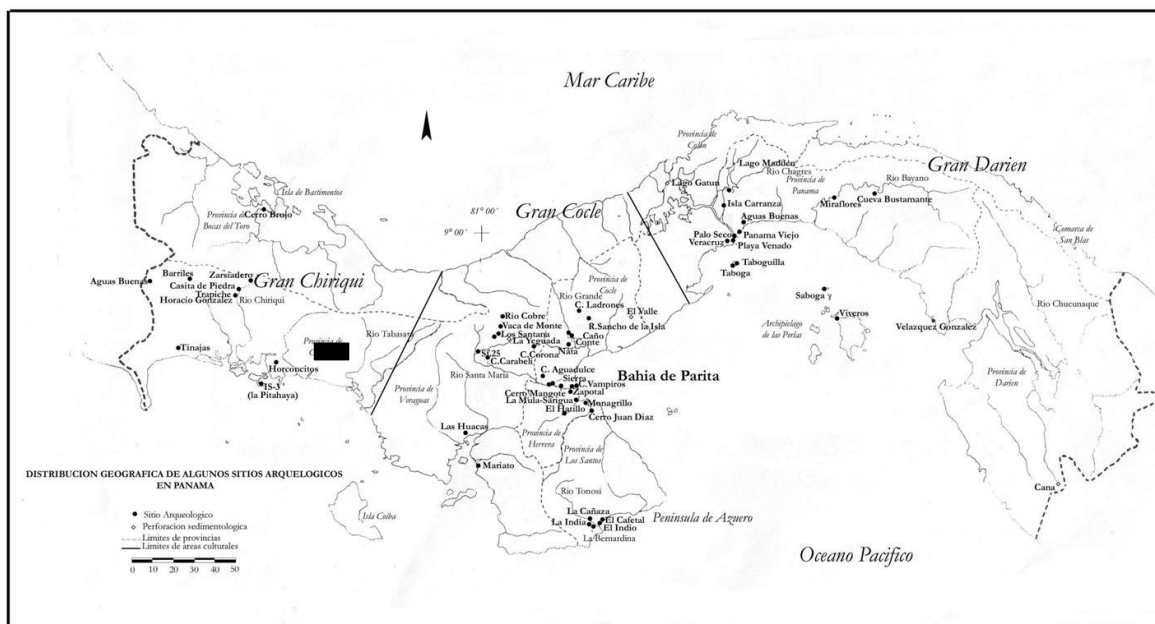 Mar Caribe
Provincia de
Colón
Lago Madden
Rio Chagres
Gran Darien
Provincia de
Panama
Rio Bayano
Lago Gatun
Miraflores
Cueva Bustamante
Isla de Bastimentos
Isla Carranza
Provincia de
Bocas del Toro
Cerro Brujo
81° 00´
Gran Cocle
Aguas Buenas
9° 00´
Palo Seco
Panama Viejo
Veracruz
Playa Venado
Comarca de
San Blas
Taboguilla
Taboga
Aguas Buenas
Barriles
Zarsiadero
Casita de Piedra
Trapiche
Horacio Gonzalez
Gran Chiriqui
Rio Chiriqui
Provincia de
Cocle
Rio Grande
C. Ladrones
El Valle
Saboga
Rio Chucunaque
Rio Cobre
R.Sancho de la Isla
Viveros
Archipielago
de las Perlas
Velazquez Gonzalez
Rio Tabasara
Vaca de Monte
Los Santana
La Yeguada
Caño
Conte
Nata
Provincia de
Tinajas
SF25
C.Carabeli
C.Corona
Horconcitos
Rio Santa Maria
C. Aguadulce
Sierra
Bahia de Parita
IS-3
(la Pitahaya)
Provincia de
Veraguas
Cerro Mangote
C.Vampiros
Zapotal
La Mula-Sarigua
Monagrillo
El Hatillo
Cerro Juan Diaz
Provincia de
Darien
Las Huacas
Provincia de
Herrera
Provincia de
Los Santos
Mariato
DISTRIBUCION GEOGRAFICA DE ALGUNOS SITIOS ARQUELOGICOS
EN PANAMA
Rio Tonosi
Cana
Isla Coiba
La Cañaza
La India
El Cafetal
El Indio
La Bernardina
Peninsula de Azuero
Sitio Arqueologico
Perforacion sedimentologica
Limites de provincias
Limites de áreas culturales
0 10 20 30 40 50
Oceano Pacifico